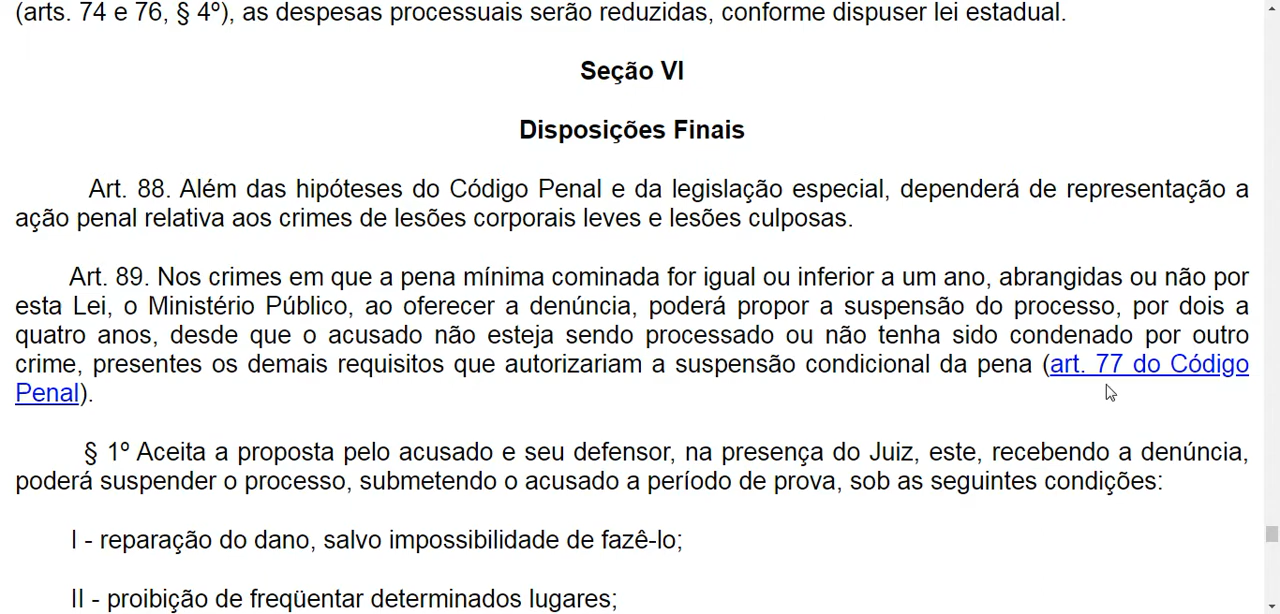 (arts. 74 e 76, § 4º), as despesas processuais serão reduzidas, conforme dispuser lei estadual.
Seção VI
Disposições Finais
Art. 88. Além das hipóteses do Código Penal e da legislação especial, dependerá de representação a
ação penal relativa aos crimes de lesões corporais leves e lesões culposas.
Art. 89. Nos crimes em que a pena mínima cominada for igual ou inferior a um ano, abrangidas ou não por
esta Lei, o Ministério Público, ao oferecer a denúncia, poderá propor a suspensão do processo, por dois a
quatro anos, desde que o acusado não esteja sendo processado ou não tenha sido condenado por outro
crime, presentes os demais requisitos que autorizariam a suspensão condicional da pena (art. 77 do Código
Penal).
§ 1º Aceita a proposta pelo acusado e seu defensor, na presença do Juiz, este, recebendo a denúncia,
poderá suspender o processo, submetendo o acusado a período de prova, sob as seguintes condições:
I - reparação do dano, salvo impossibilidade de fazê-lo;
II - proibição de freqüentar determinados lugares;